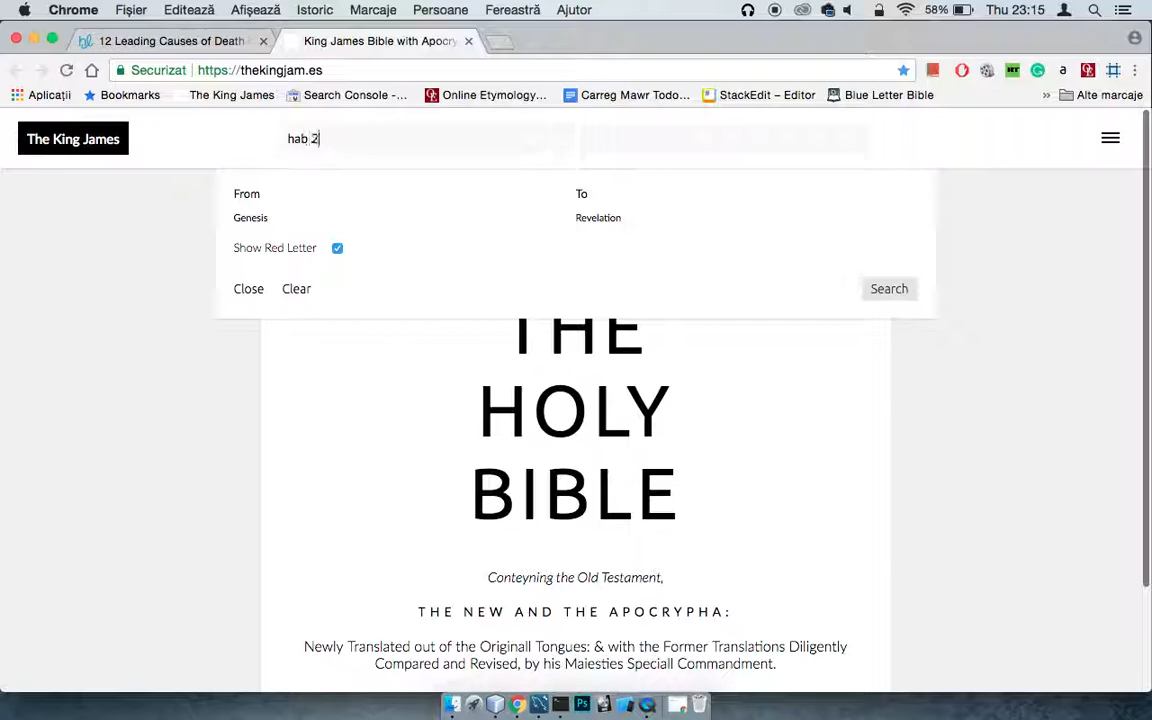 Chrome Fișier Editează Afișează Istoric Marcaje Persoane Fereastră Ajutor 58% Thu 23:15
12 Leading Causes of Death King James Bible with Apocry
Securizat https://thekingjam.es
Aplicații Bookmarks The King James Search Console -... Online Etymology... Carreg Mawr Todo... StackEdit – Editor Blue Letter Bible » Alte marcaje
The King James hab 2
From To
Genesis Revelation
Show Red Letter
Close Clear Search
THE
HOLY
BIBLE
Conteyning the Old Testament,
THE NEW AND THE APOCRYPHA:
Newly Translated out of the Originall Tongues: & with the Former Translations Diligently
Compared and Revised, by his Maiesties Speciall Commandment.